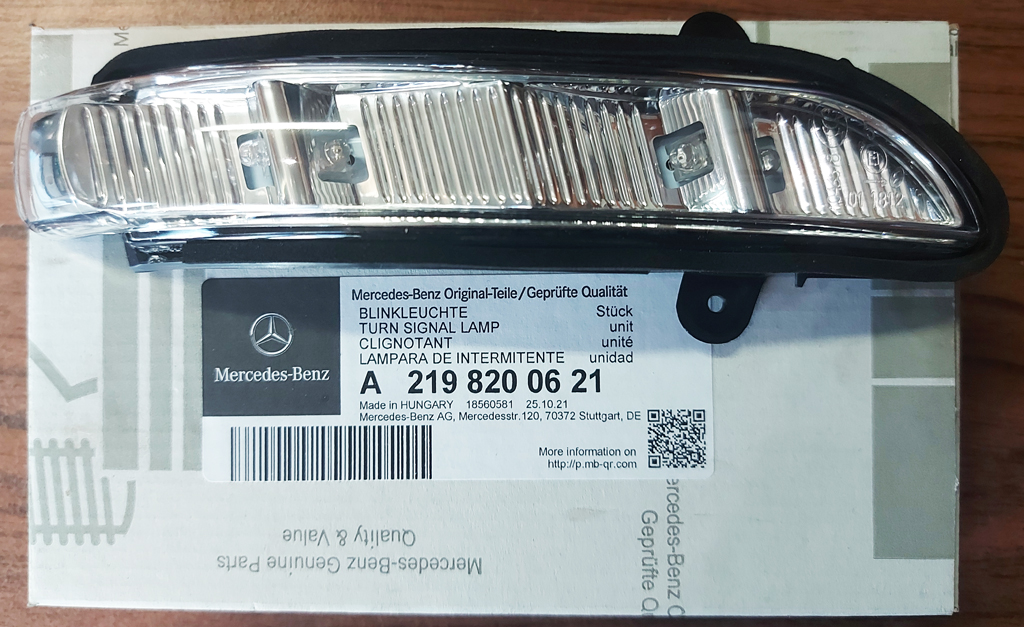 Mercedes-Benz Original-Teile/Geprüfte Qualität
BLINKLEUCHTE Stück
TURN SIGNAL LAMP unit
CLIGNOTANT unité
LAMPARA DE INTERMITENTE unidad
A 219 820 06 21
Made in HUNGARY 18560581 25.10.21
Mercedes-Benz AG, Mercedesstr.120, 70372 Stuttgart, DE
Mercedes-Benz
More information on
http://p.mb-qr.com
Quality & Value
Mercedes-Benz Genuine Parts
ercedes-Benz
Geprüfte